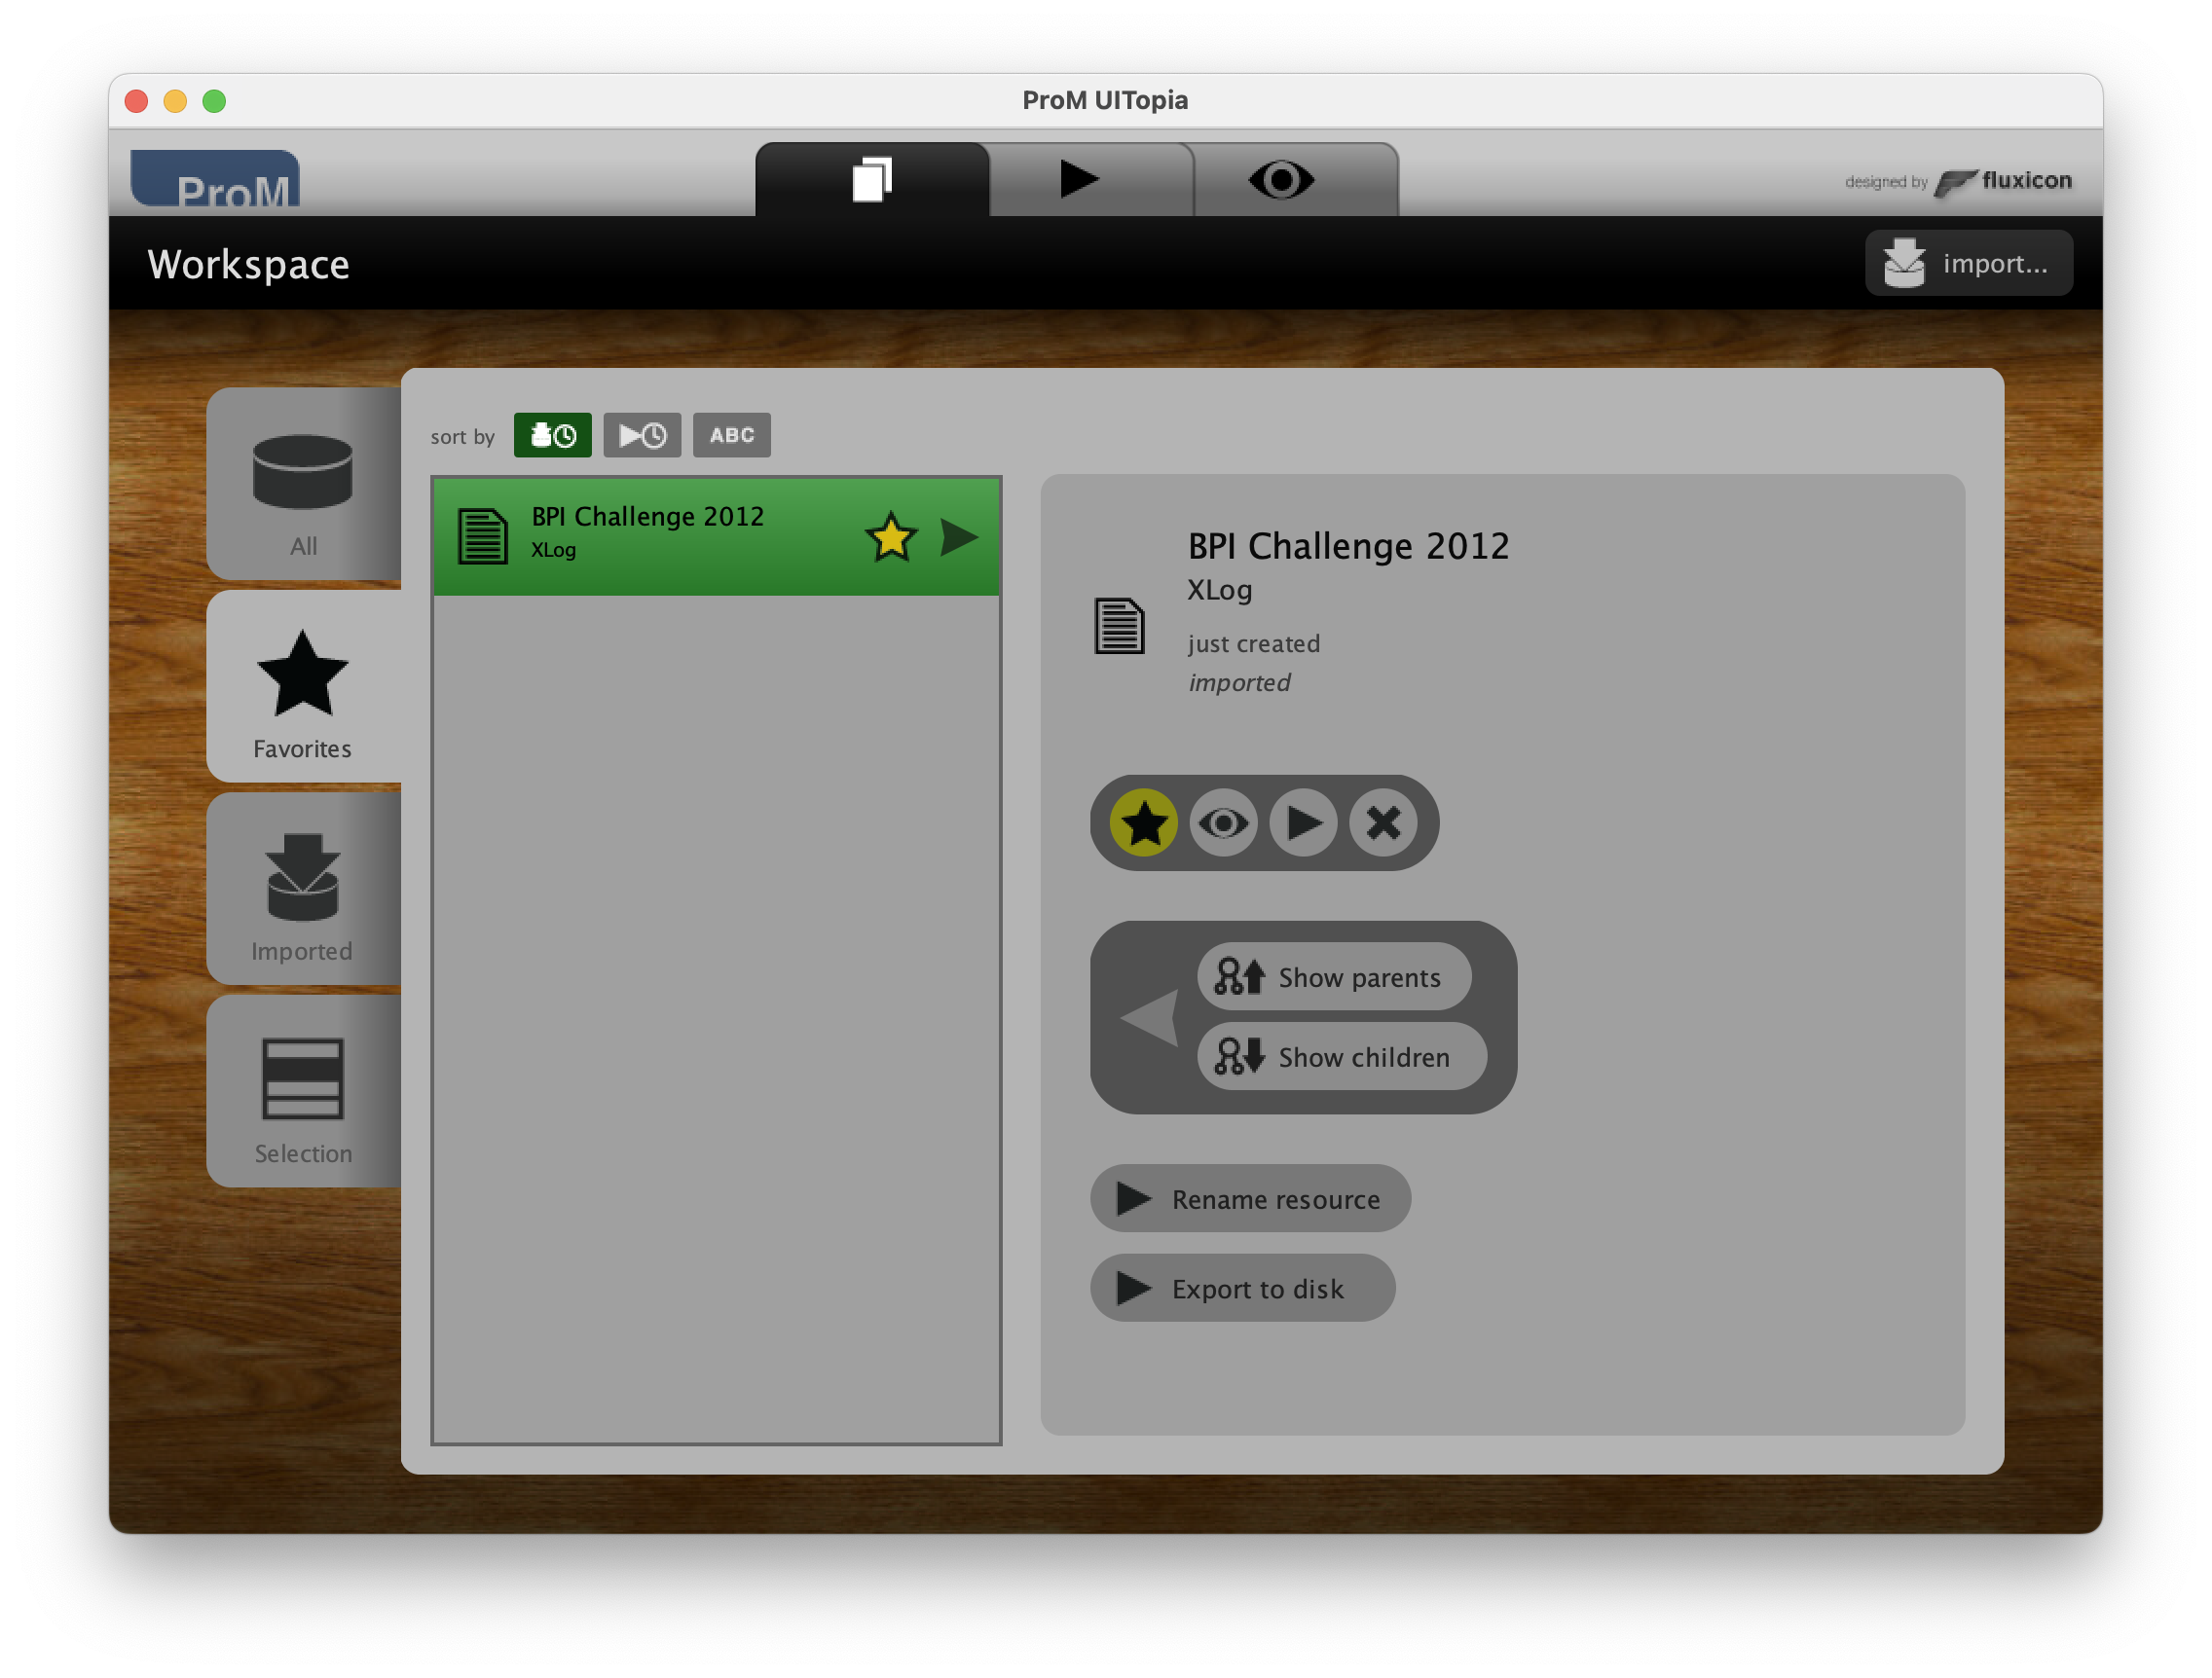 ProM UITopia
ProM
designed by fluxicon
Workspace
import...
sort by
ABC
All
Favorites
Imported
Selection
BPI Challenge 2012
XLog
BPI Challenge 2012
XLog
just created
imported
Show parents
Show children
Rename resource
Export to disk